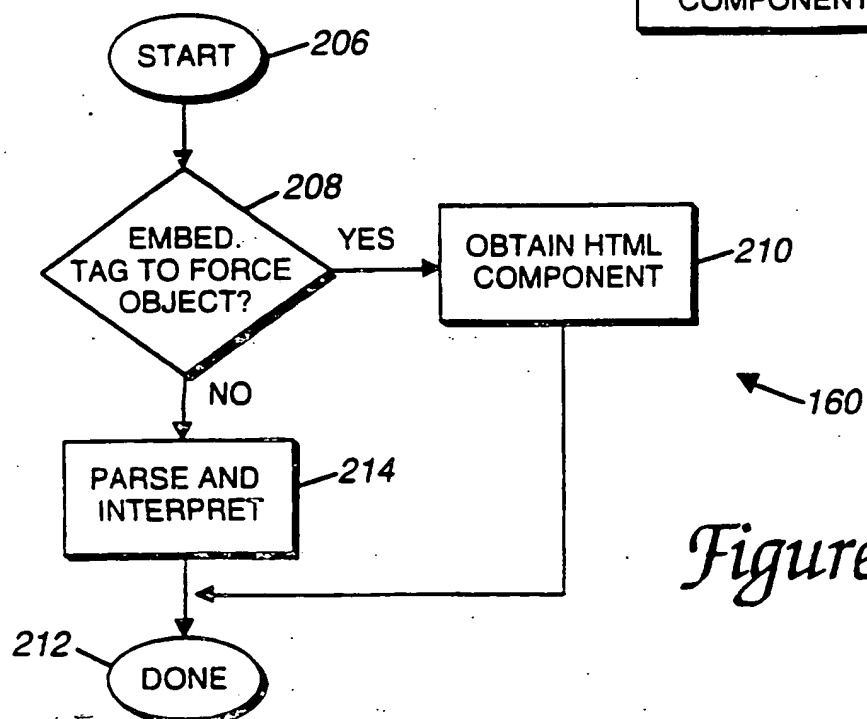 COMPONENT
START
206
208
EMBED.
TAG TO FORCE
OBJECT?
YES
OBTAIN HTML
COMPONENT
210
NO
160
PARSE AND
INTERPRET
214
Figure
212
DONE